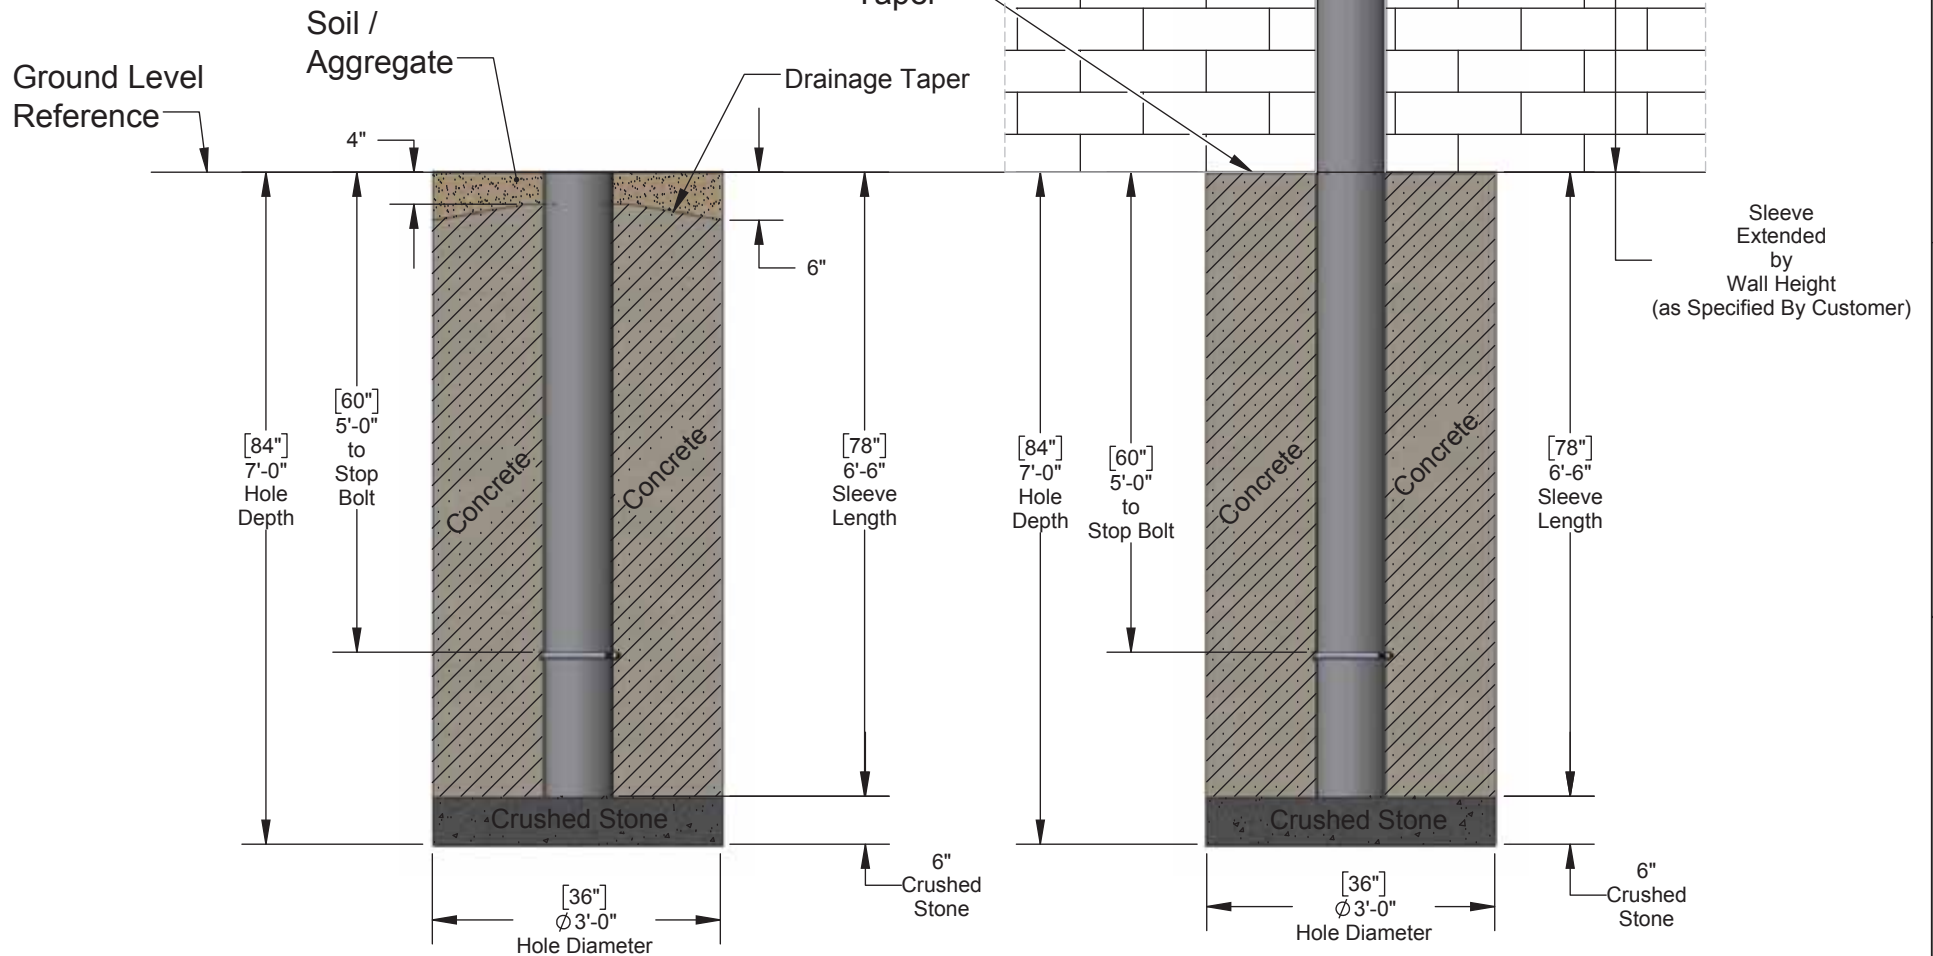 Soil /
Aggregate
Ground Level
Reference
4"
Drainage Taper
6"
[60"]
5'-0"
to
Stop
Bolt
[84"]
7'-0"
Hole
Depth
Concrete
Concrete
[78"]
6'-6"
Sleeve
Length
Crushed Stone
6"
Crushed
Stone
[36"]
Ø3'-0"
Hole Diameter
Taper
Sleeve
Extended
by
Wall Height
(as Specified By Customer)
[84"]
7'-0"
Hole
Depth
[60"]
5'-0"
to
Stop Bolt
Concrete
Concrete
[78"]
6'-6"
Sleeve
Length
Crushed Stone
6"
Crushed
Stone
[36"]
Ø3'-0"
Hole Diameter